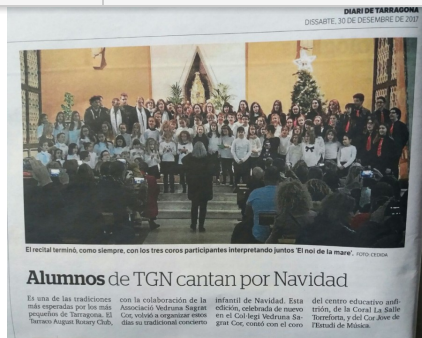 DIARI DE TARRAGONA
DISSABTE, 30 DE DESEMBRE DE 2017
El recital terminó, como siempre, con los tres coros participantes interpretando juntos 'El noi de la mare'. FOTO: CEDIDA
Alumnos de TGN cantan por Navidad
Es una de las tradiciones
más esperadas por los más
pequeños de Tarragona. El
Tarraco August Rotary Club,
con la colaboración de la
Associació Vedruna Sagrat
Cor, volvió a organizar estos
días su tradicional concierto
infantil de Navidad. Esta
edición, celebrada de nuevo
en el Col·legi Vedruna Sa-
grat Cor, contó con el coro
del centro educativo anfi-
trión, de la Coral La Salle
Torreforta, y del Cor Jove de
l'Estudi de Música.